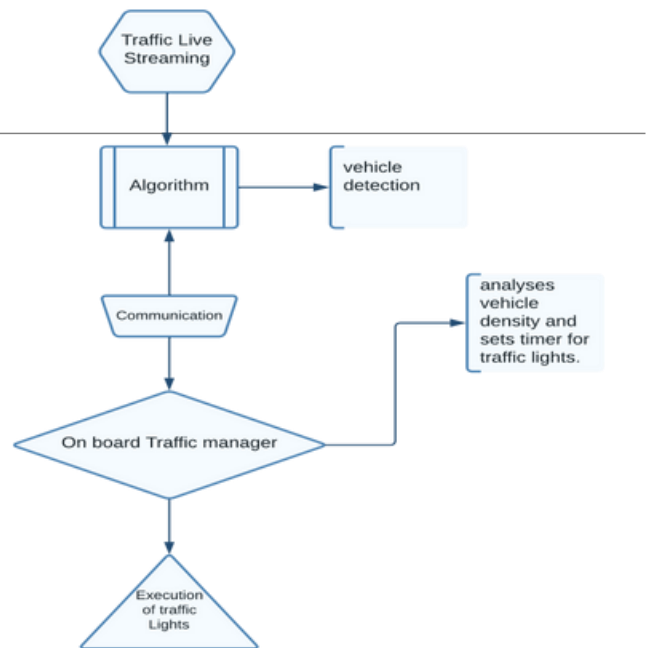 Traffic Live
Streaming
Algorithm
vehicle
detection
Communication
analyses
vehicle
density and
sets timer for
traffic lights.
On board Traffic manager
Execution
of traffic
Lights